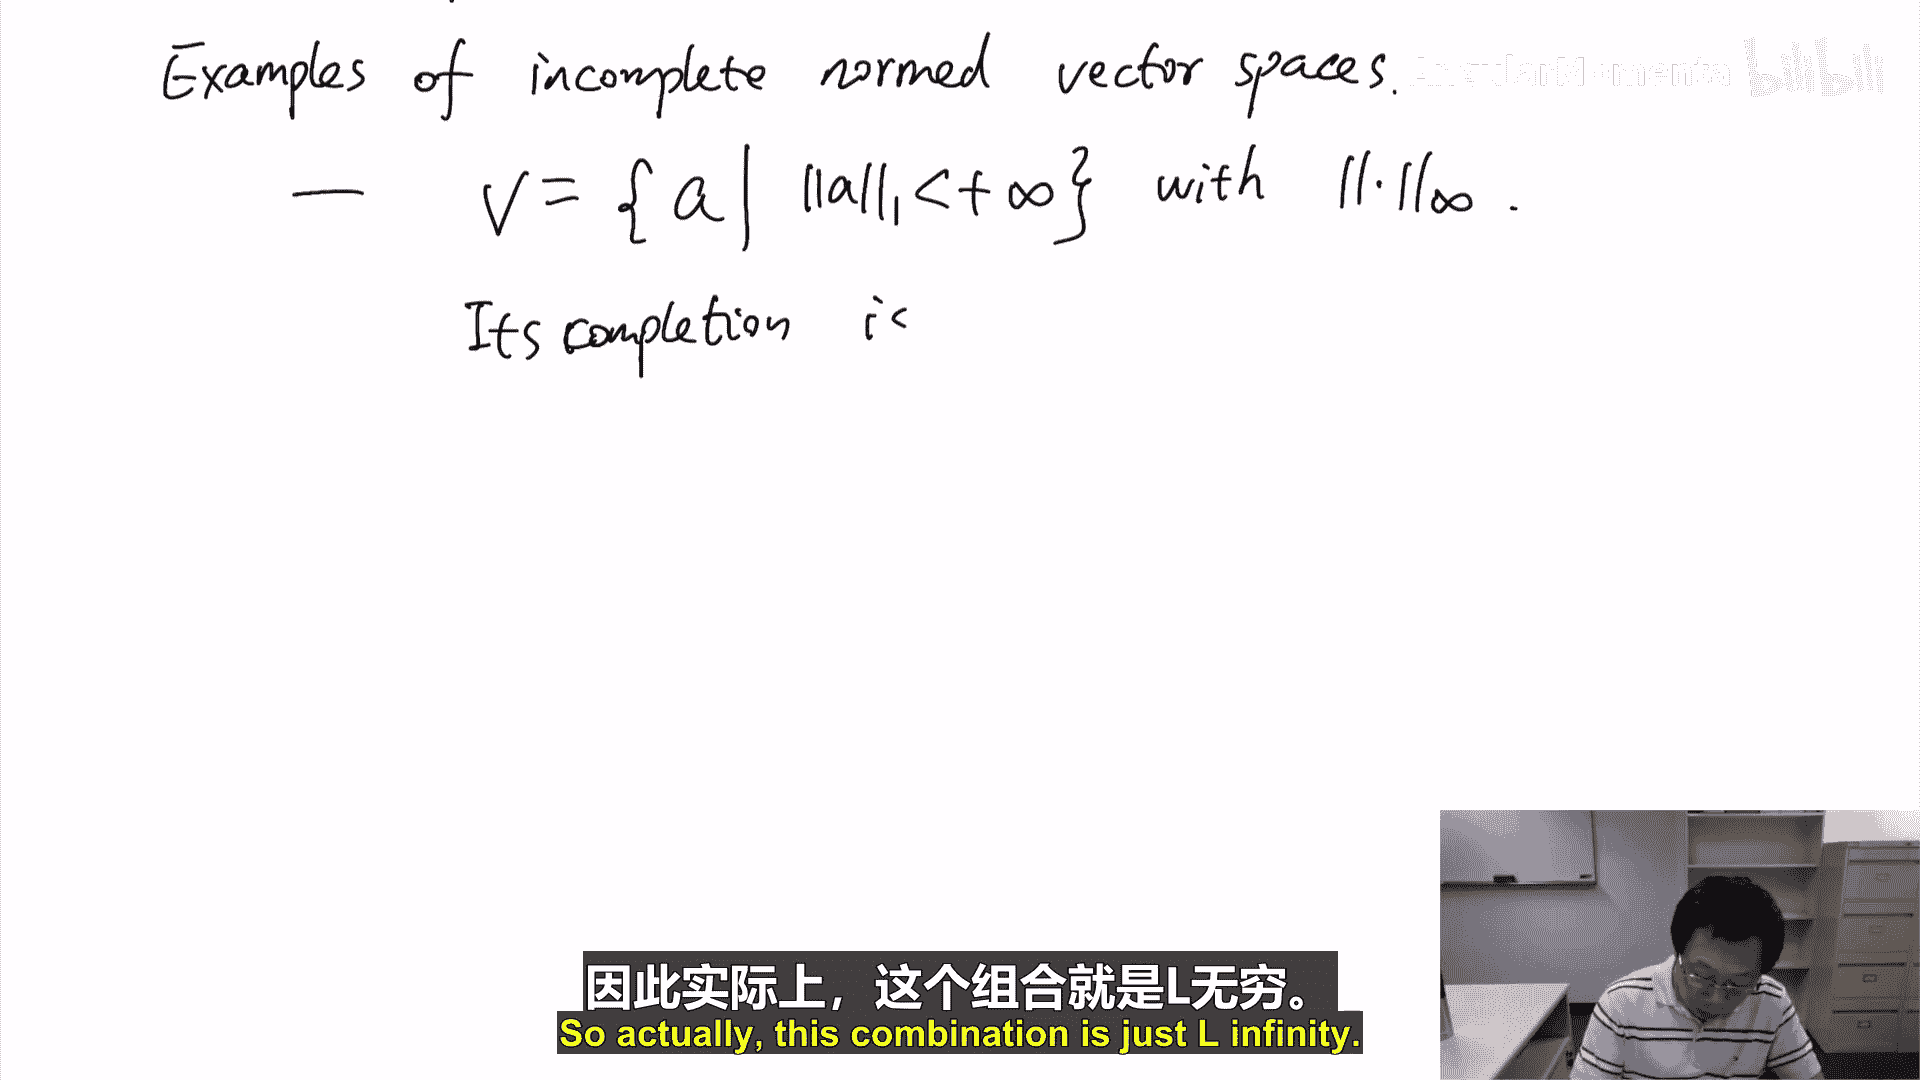 Examples of incomplete normed vector spaces.
bilibili
— V = { a | ||a||₁ < + ∞ } with ||·||∞ .
Its completion is
因此实际上，这个组合就是L无穷。
So actually, this combination is just L infinity.